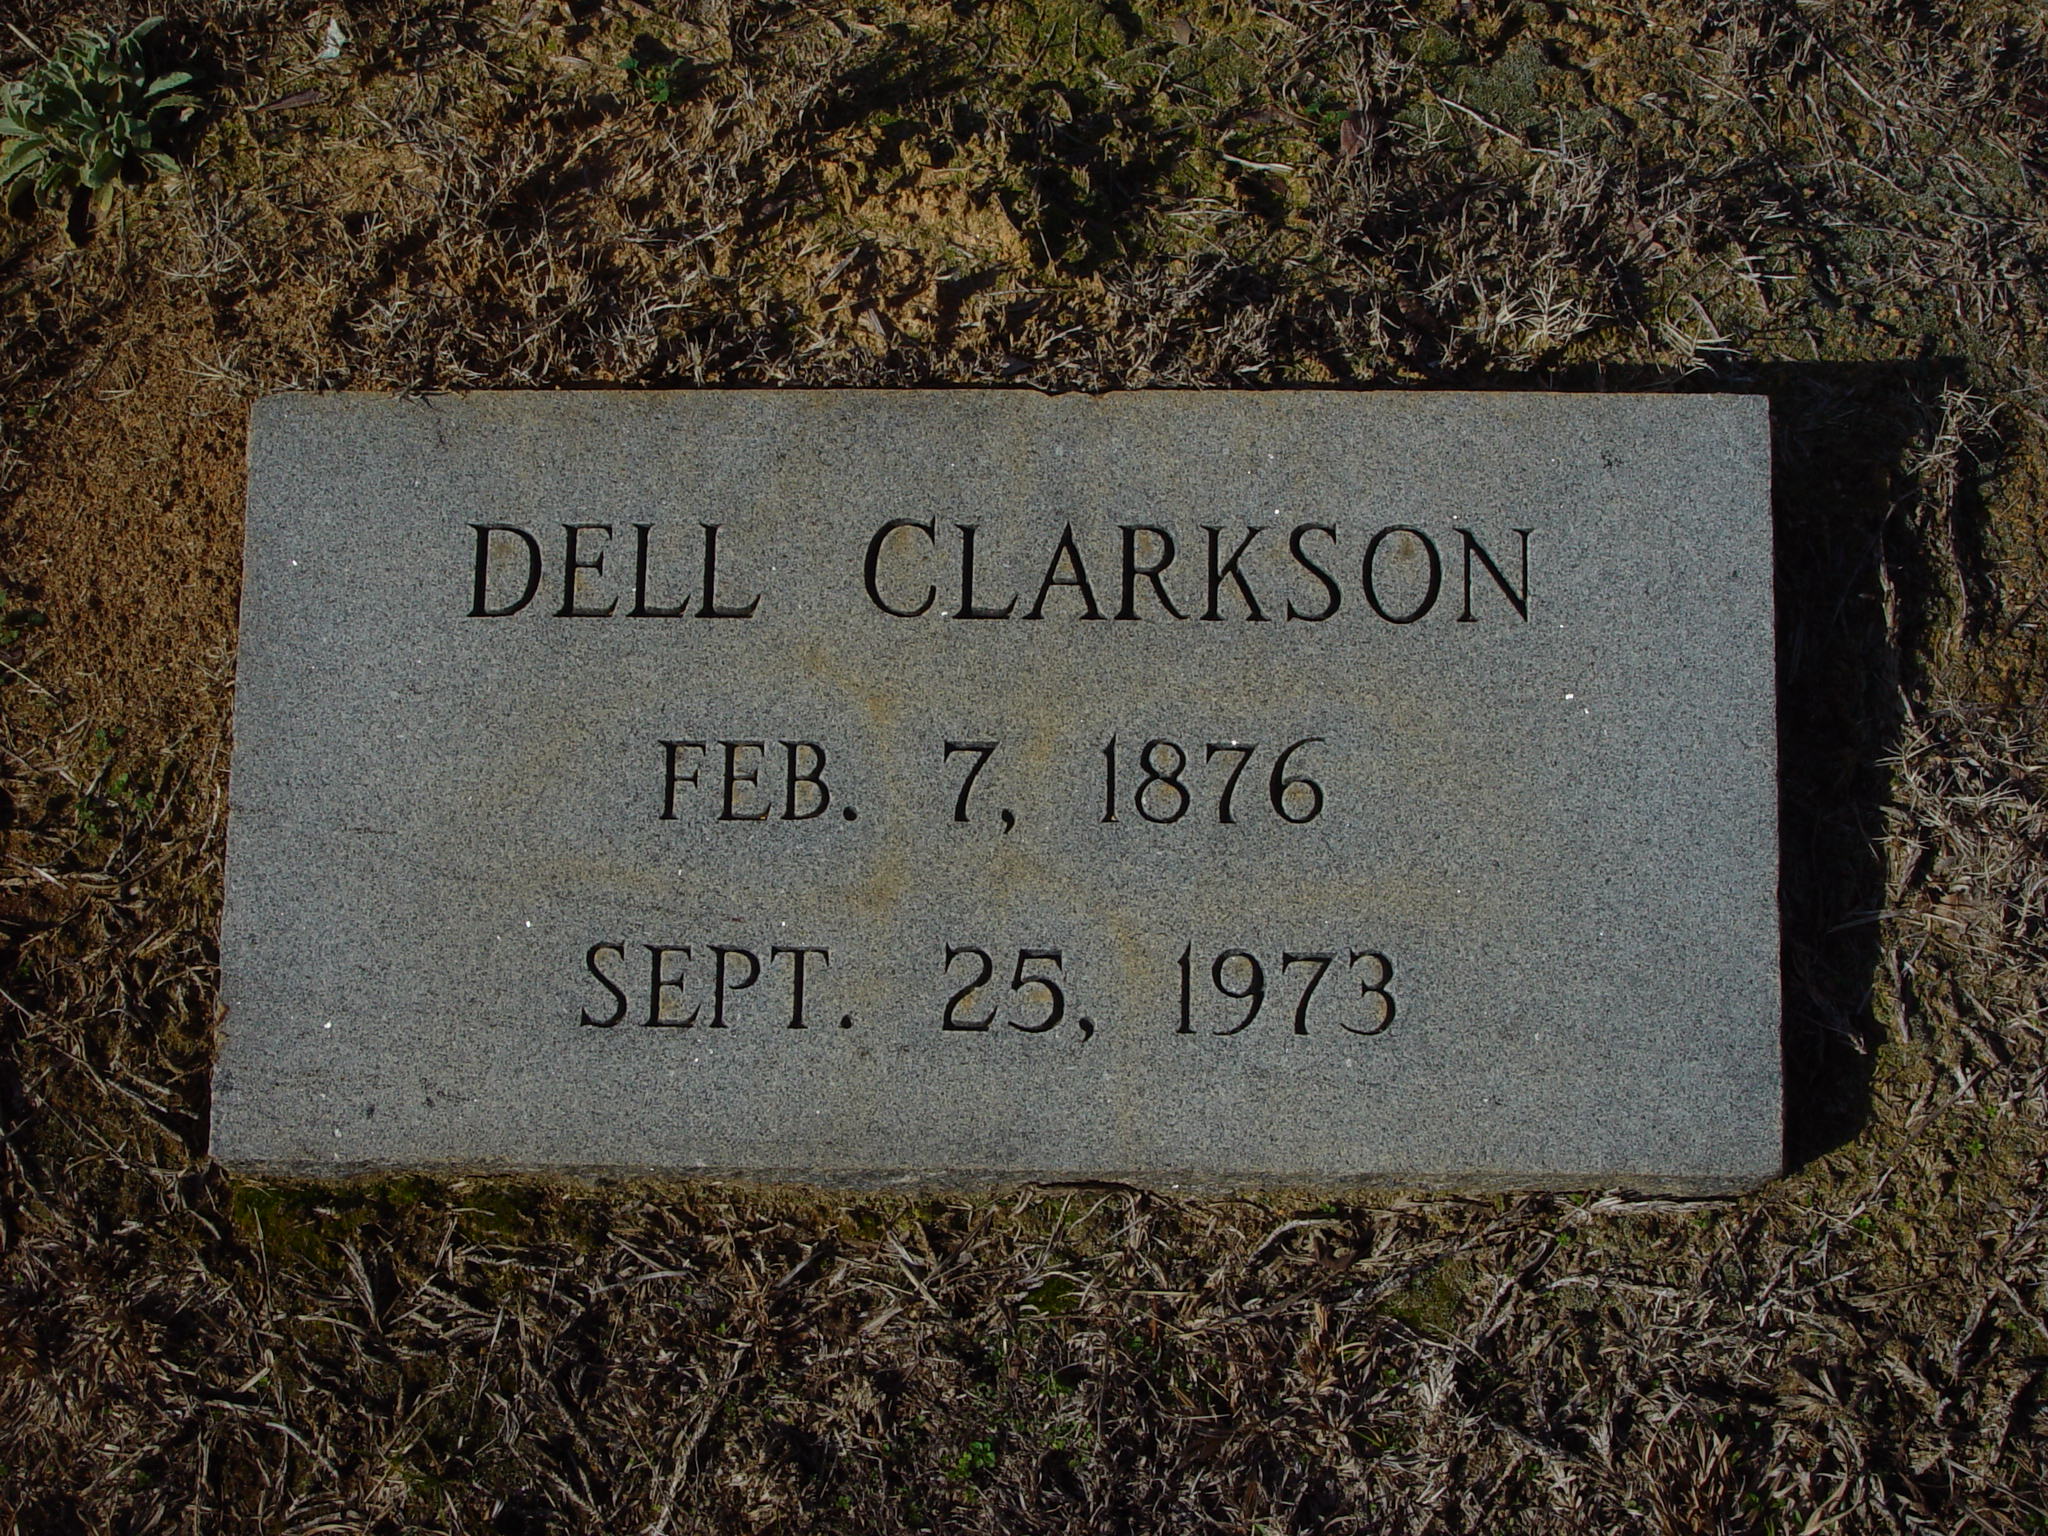 DELL CLARKSON
FEB. 7, 1876
SEPT. 25, 1973